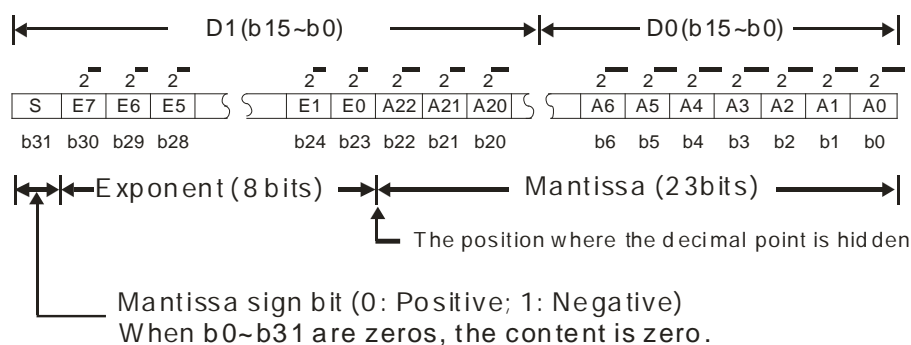 D1(b15~b0) D0(b15~b0)
2 2 2 2 2 2 2 2 2 2 2 2 2 2 2 2
S E7 E6 E5 E1 E0 A22 A21 A20 A6 A5 A4 A3 A2 A1 A0
b31 b30 b29 b28 b24 b23 b22 b21 b20 b6 b5 b4 b3 b2 b1 b0
Exponent (8 bits) Mantissa (23bits)
The position where the decimal point is hidden
Mantissa sign bit (0: Positive; 1: Negative)
When b0~b31 are zeros, the content is zero.